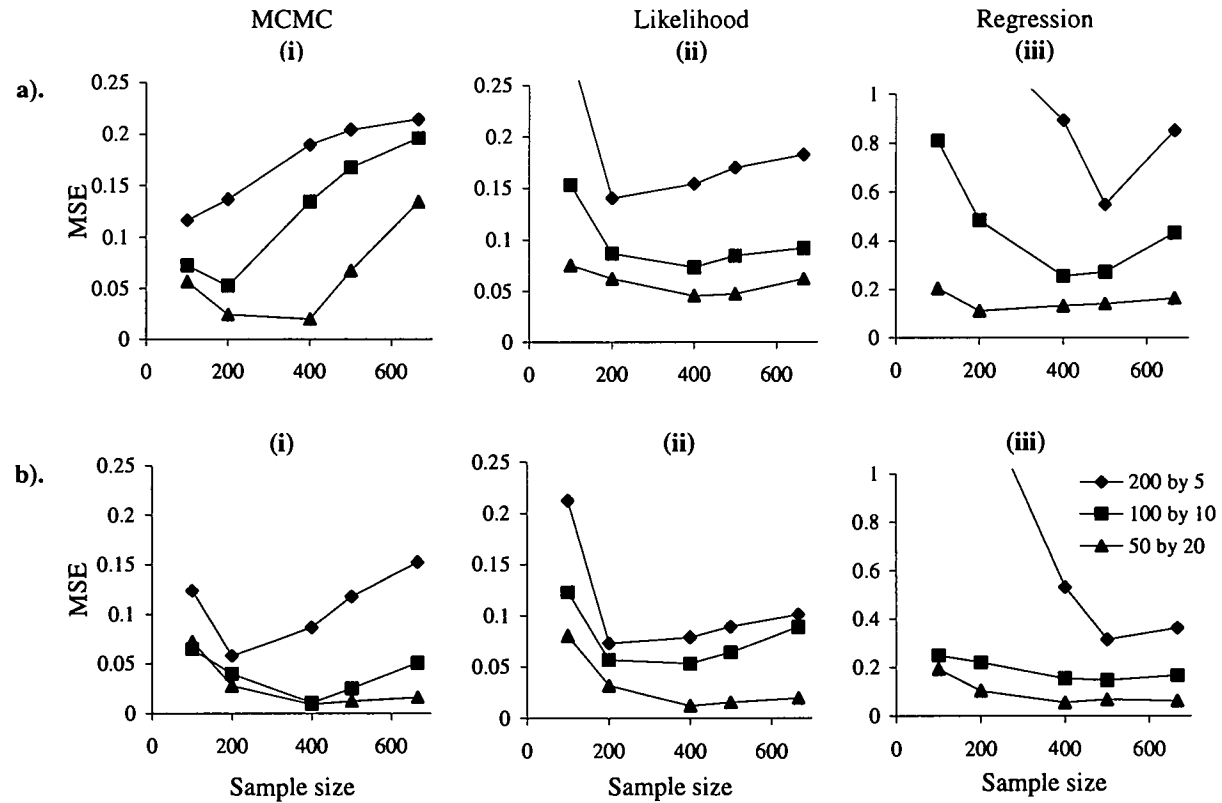 MCMC
Likelihood
Regression
(i)
(ii)
(iii)
a).
MSE
0.25
0.2
0.15
0.1
0.05
0
0 200 400 600
0.25
0.2
0.15
0.1
0.05
0
0 200 400 600
1
0.8
0.6
0.4
0.2
0
0 200 400 600
(i)
(ii)
(iii)
b).
MSE
0.25
0.2
0.15
0.1
0.05
0
0 200 400 600
Sample size
0.25
0.2
0.15
0.1
0.05
0
0 200 400 600
Sample size
1
0.8
0.6
0.4
0.2
0
0 200 400 600
Sample size
200 by 5
100 by 10
50 by 20